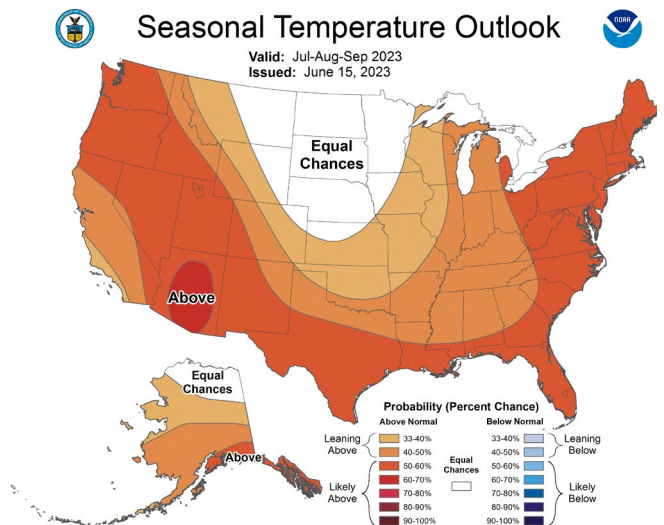 Seasonal Temperature Outlook
NOAA
Valid: Jul-Aug-Sep 2023
Issued: June 15, 2023
Equal
Chances
Above
Equal
Chances
Above
Probability (Percent Chance)
Above Normal
Below Normal
Leaning
Above
33-40%
40-50%
Likely
Above
50-60%
60-70%
70-80%
80-90%
90-100%
Equal
Chances
33-40%
40-50%
Leaning
Below
50-60%
60-70%
70-80%
80-90%
90-100%
Likely
Below